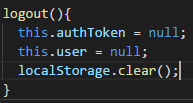 logout(){
  this.authToken = null;
  this.user = null;
  localStorage.clear();
}